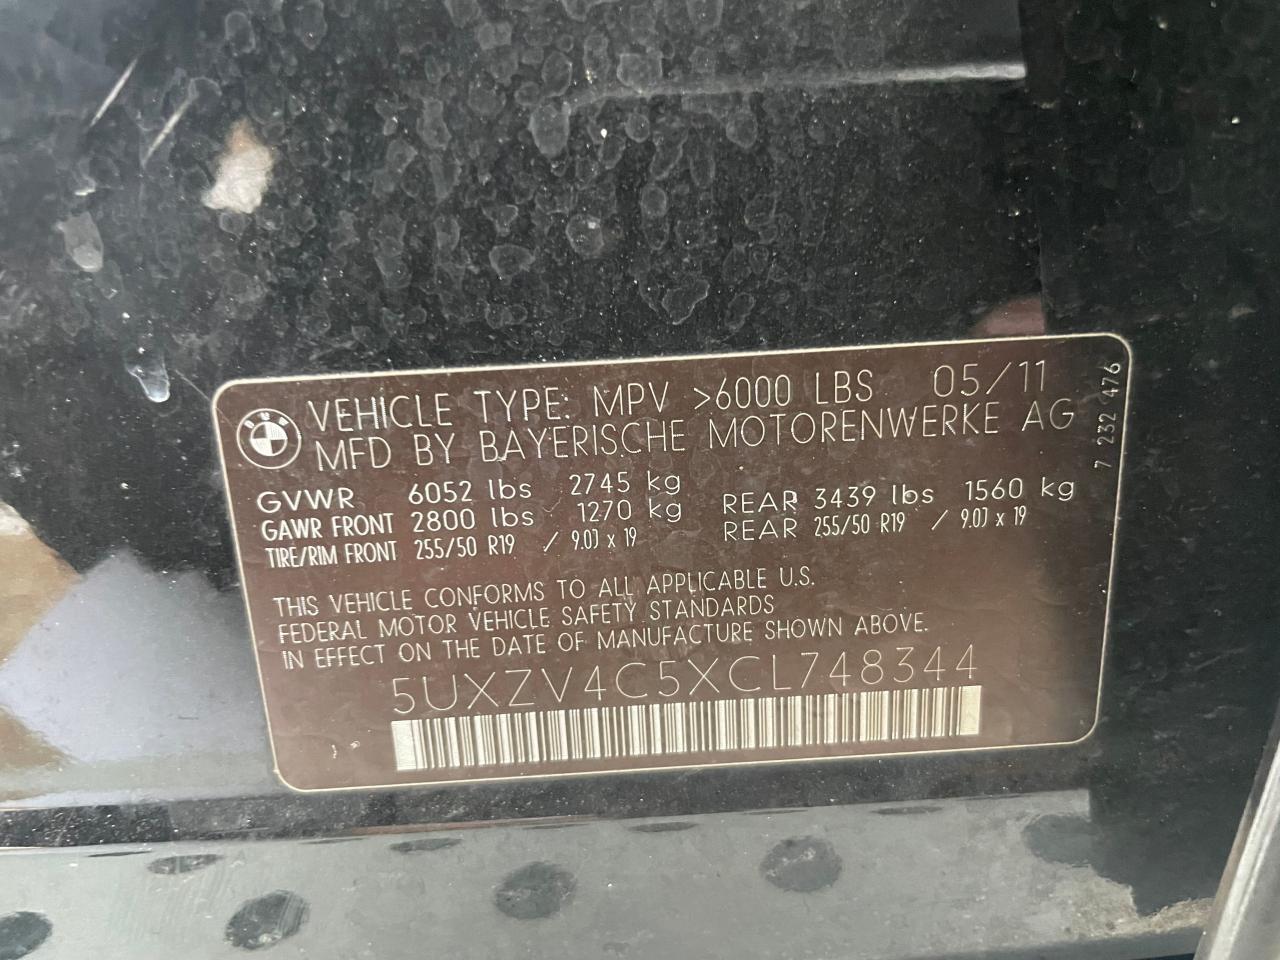 VEHICLE TYPE: MPV >6000 LBS 05/11
MFD BY BAYERISCHE MOTORENWERKE AG
GVWR 6052 lbs 2745 kg
GAWR FRONT 2800 lbs 1270 kg REAR 3439 lbs 1560 kg
TIRE/RIM FRONT 255/50 R19 / 9.0J x 19 REAR 255/50 R19 / 9.0J x 19
THIS VEHICLE CONFORMS TO ALL APPLICABLE U.S.
FEDERAL MOTOR VEHICLE SAFETY STANDARDS
IN EFFECT ON THE DATE OF MANUFACTURE SHOWN ABOVE.
5UXZV4C5XCL748344
7 232 476